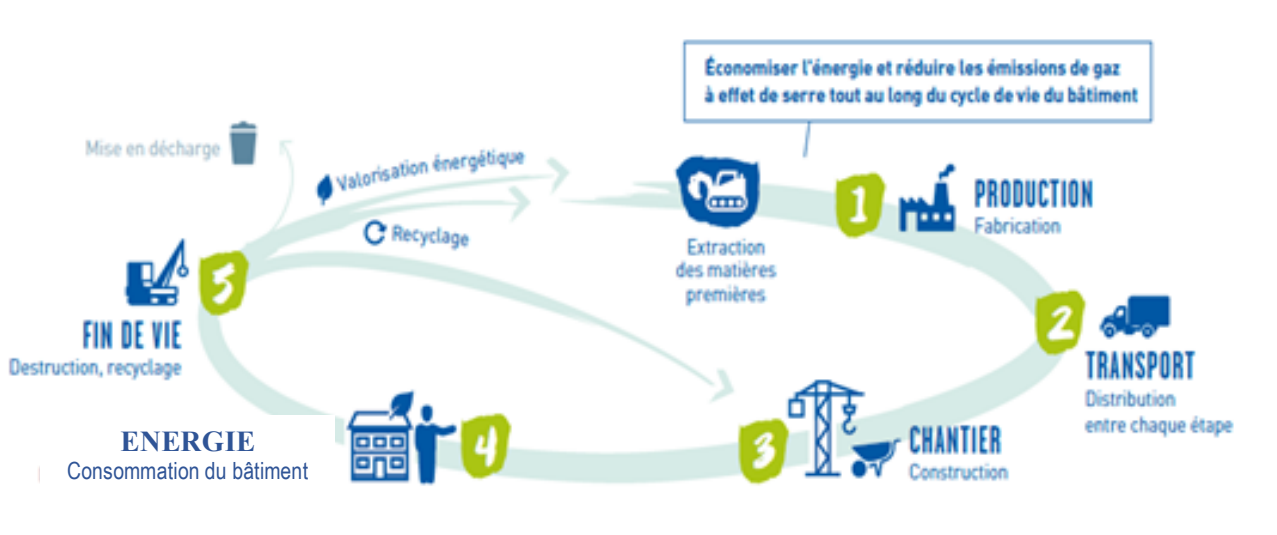 Économiser l'énergie et réduire les émissions de gaz
à effet de serre tout au long du cycle de vie du bâtiment
Mise en décharge
Valorisation énergétique
Recyclage
Extraction
des matières
premières
1
PRODUCTION
Fabrication
2
TRANSPORT
Distribution
entre chaque étape
3
CHANTIER
Construction
4
ENERGIE
Consommation du bâtiment
5
FIN DE VIE
Destruction, recyclage